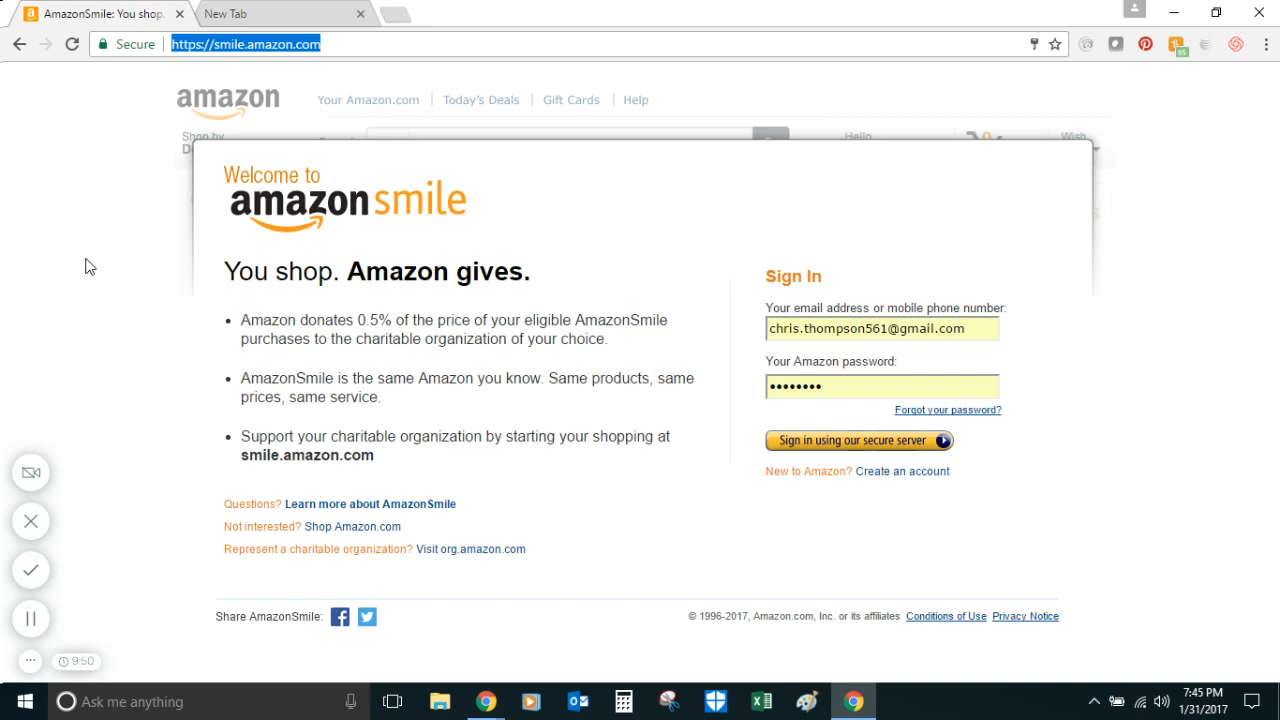 AmazonSmile: You shop.
New Tab
Secure
https://smile.amazon.com
95
amazon
Your Amazon.com
Today's Deals
Gift Cards
Help
Shop by
Hello
Wish
Welcome to
amazonsmile
You shop. Amazon gives.
• Amazon donates 0.5% of the price of your eligible AmazonSmile
purchases to the charitable organization of your choice.
• AmazonSmile is the same Amazon you know. Same products, same
prices, same service.
• Support your charitable organization by starting your shopping at
smile.amazon.com
Questions? Learn more about AmazonSmile
Not interested? Shop Amazon.com
Represent a charitable organization? Visit org.amazon.com
Sign In
Your email address or mobile phone number:
chris.thompson561@gmail.com
Your Amazon password:
••••••••
Forgot your password?
Sign in using our secure server
New to Amazon? Create an account
Share AmazonSmile:
© 1996-2017, Amazon.com, Inc. or its affiliates Conditions of Use Privacy Notice
9:50
Ask me anything
7:45 PM
1/31/2017